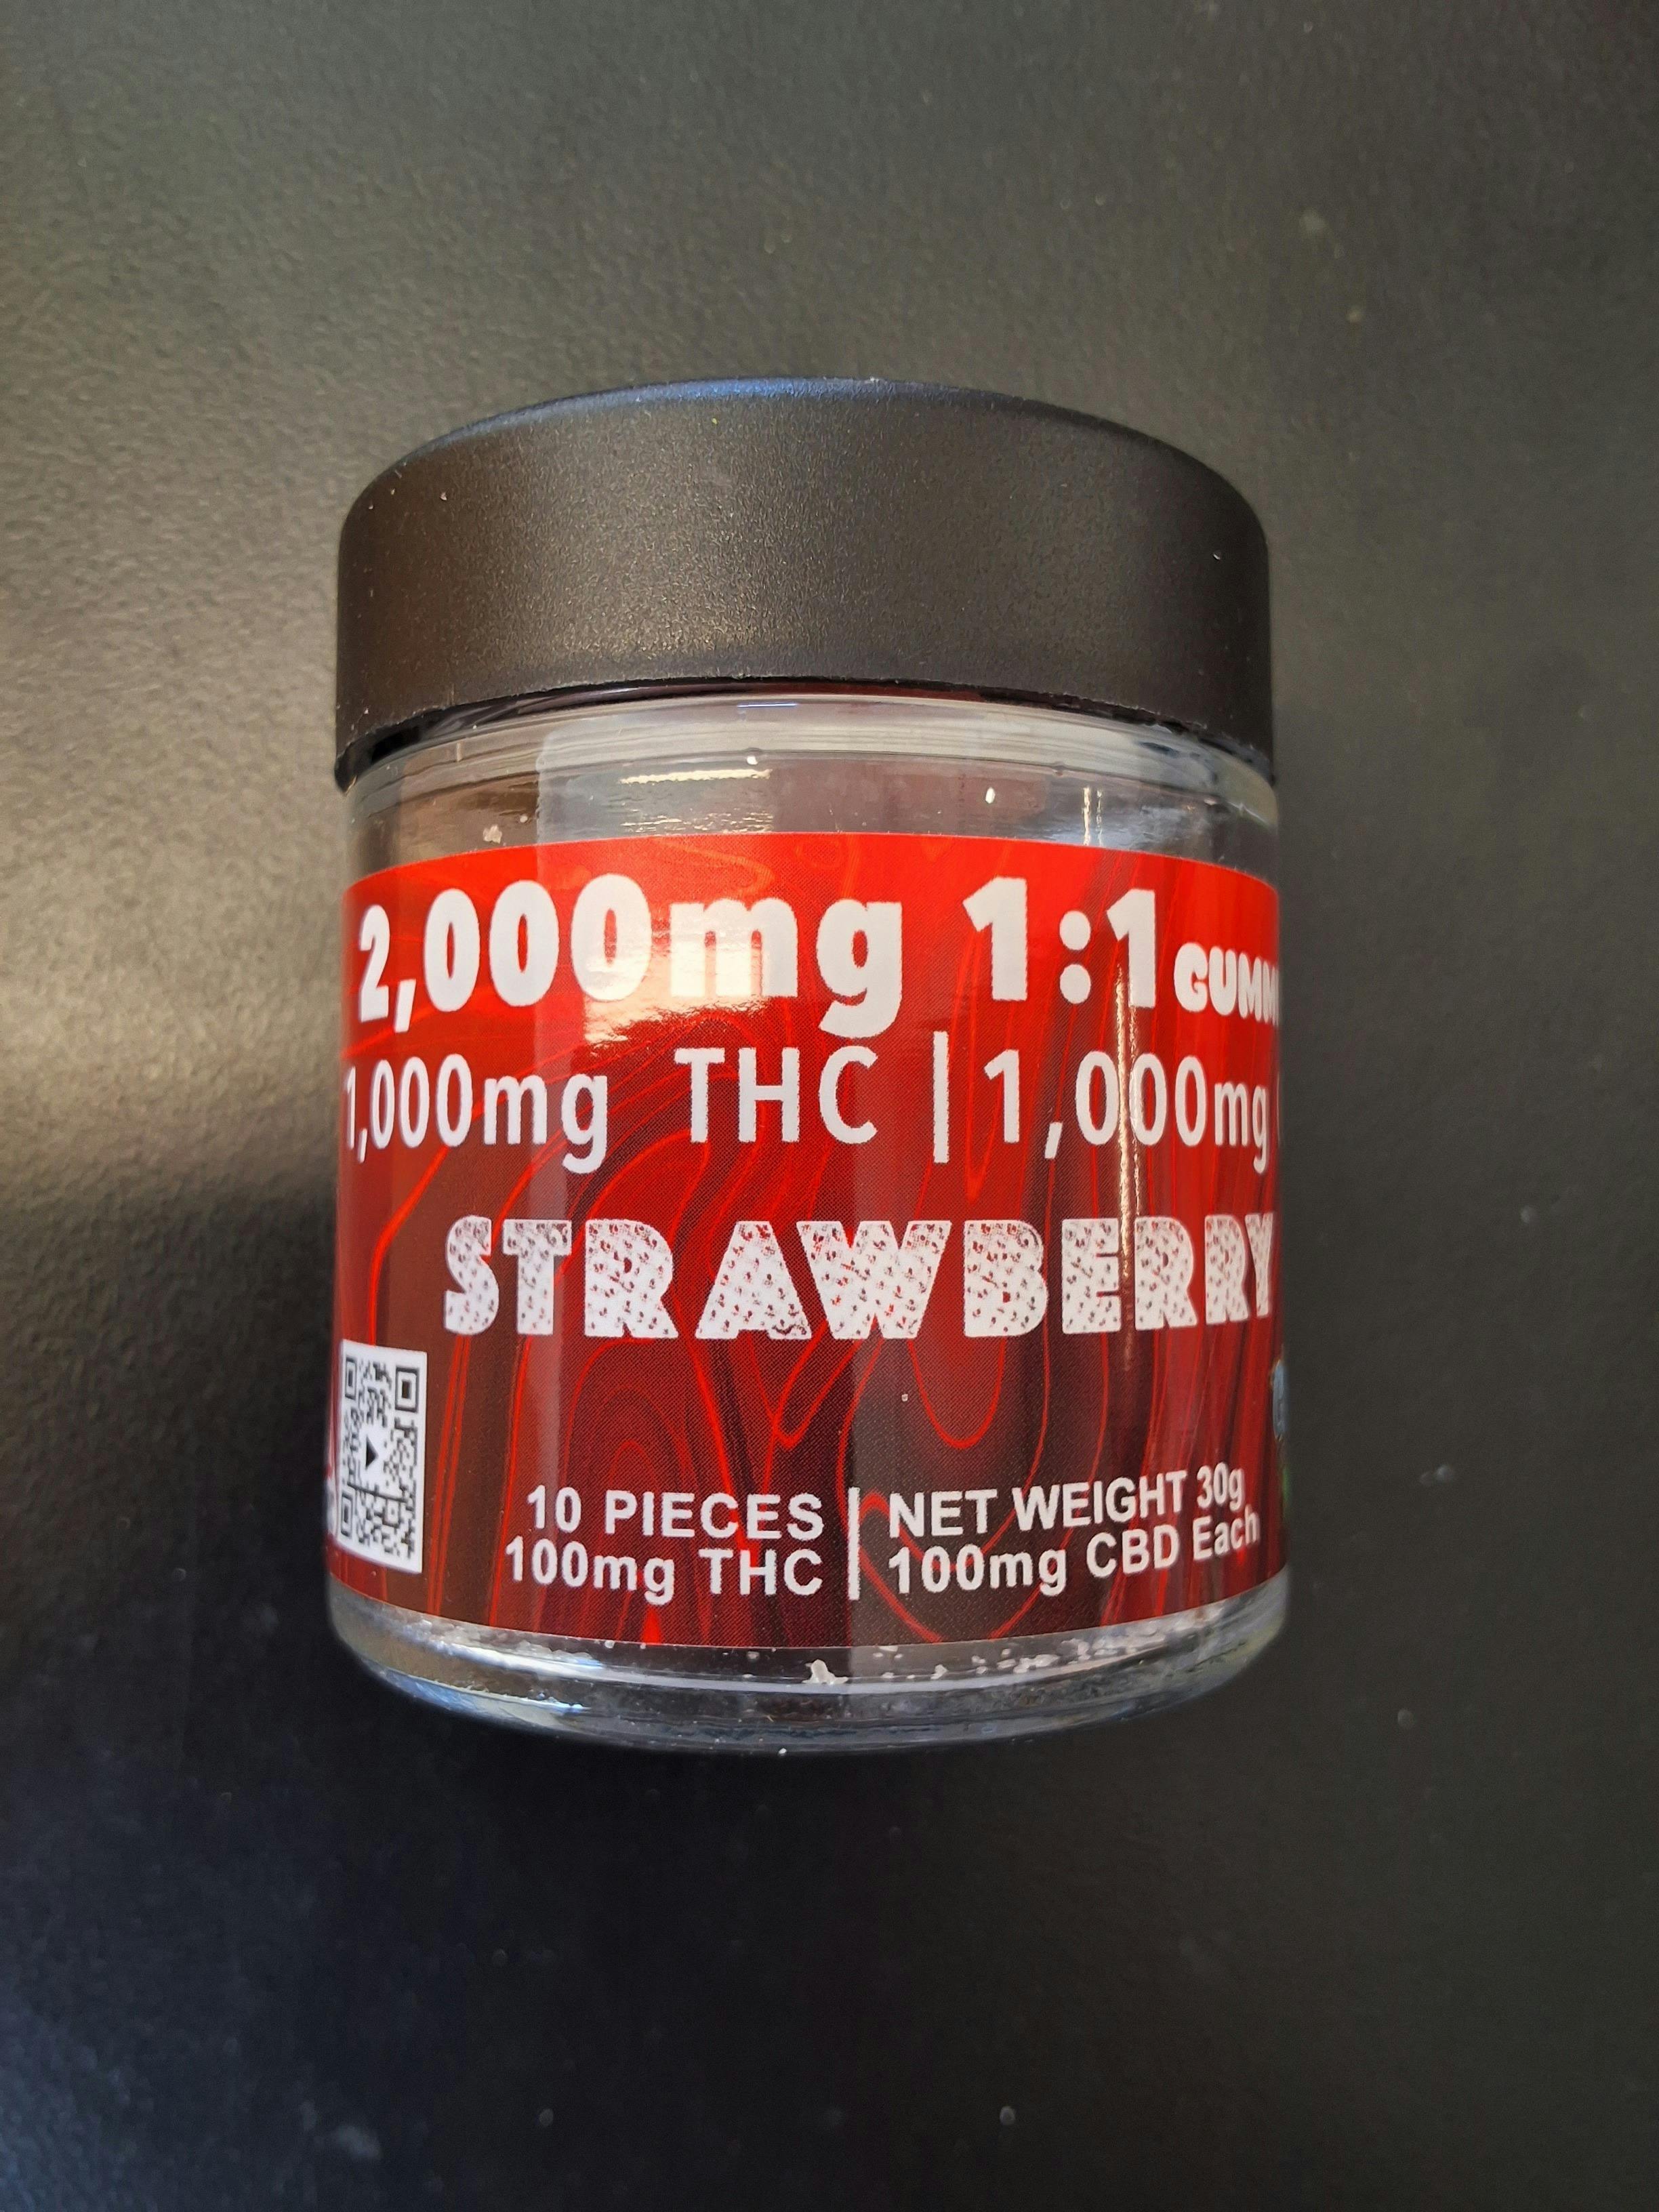 2,000mg 1:1
1,000mg THC | 1,000mg
STRAWBERRY
10 PIECES | NET WEIGHT 30g
100mg THC | 100mg CBD Each